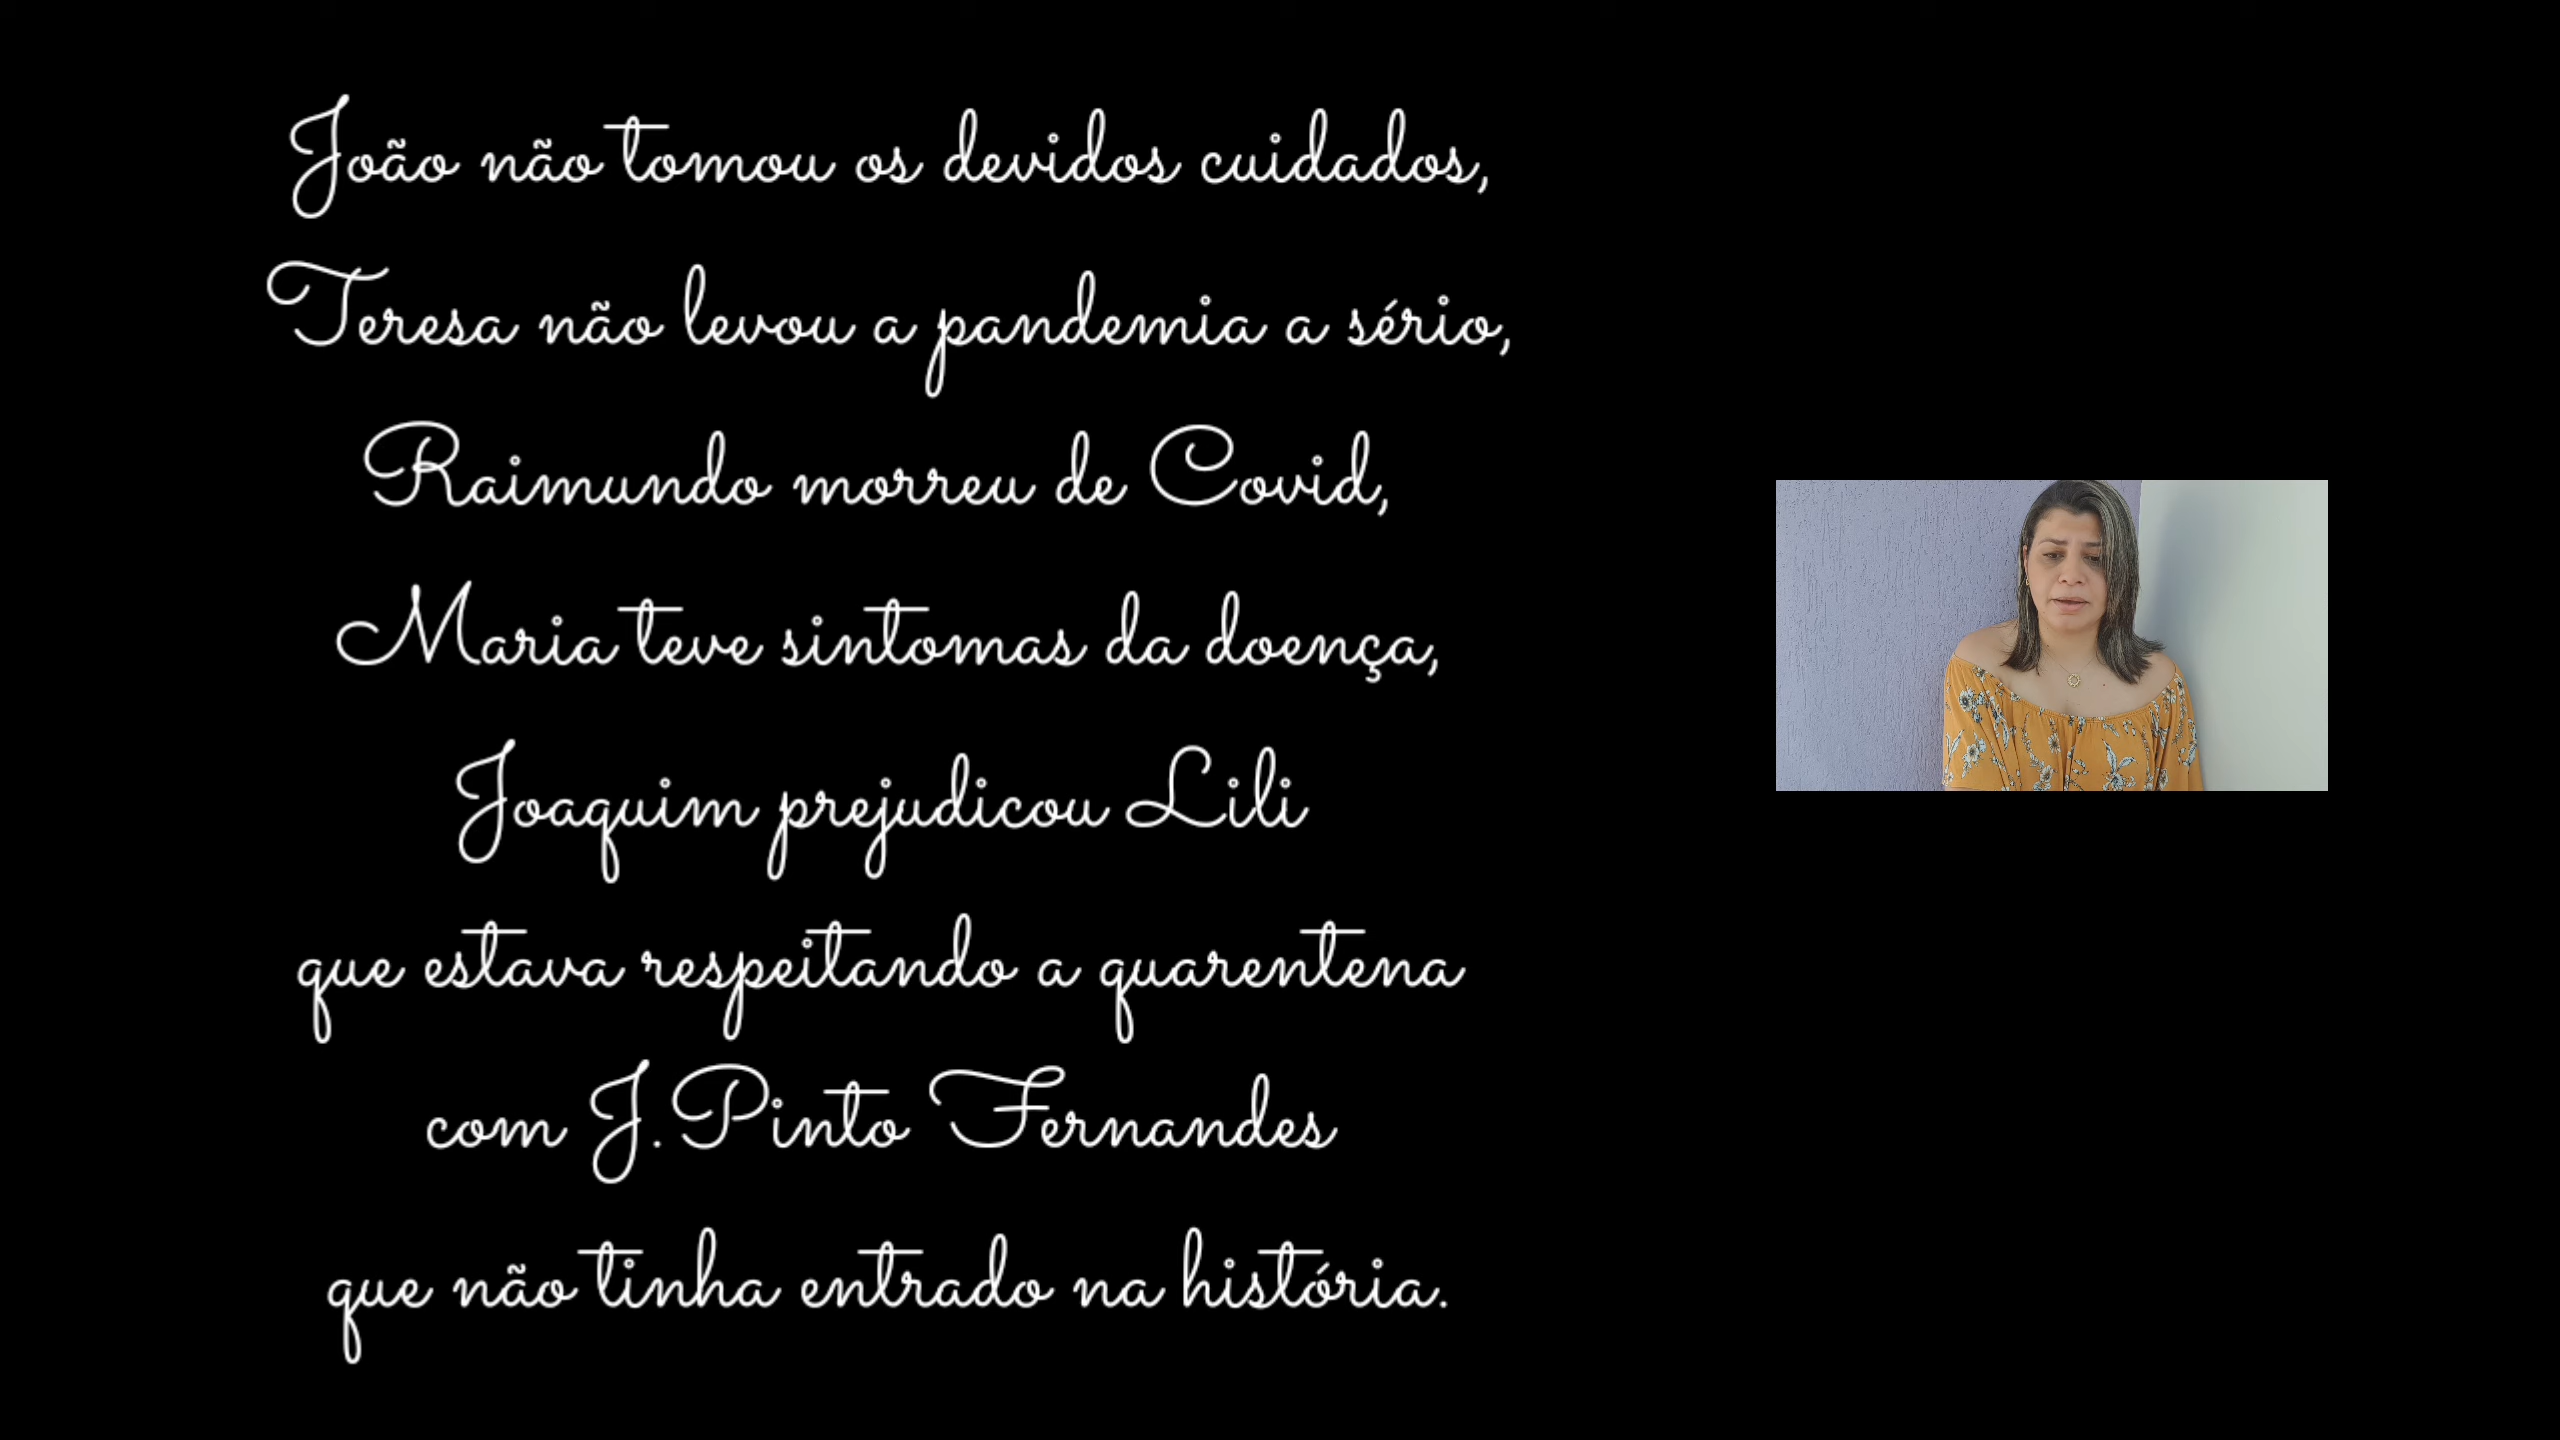 João não tomou os devidos cuidados,
Teresa não levou a pandemia a sério,
Raimundo morreu de Covid,
Maria teve sintomas da doença,
Joaquim prejudicou Lili
que estava respeitando a quarentena
com J. Pinto Fernandes
que não tinha entrado na história.